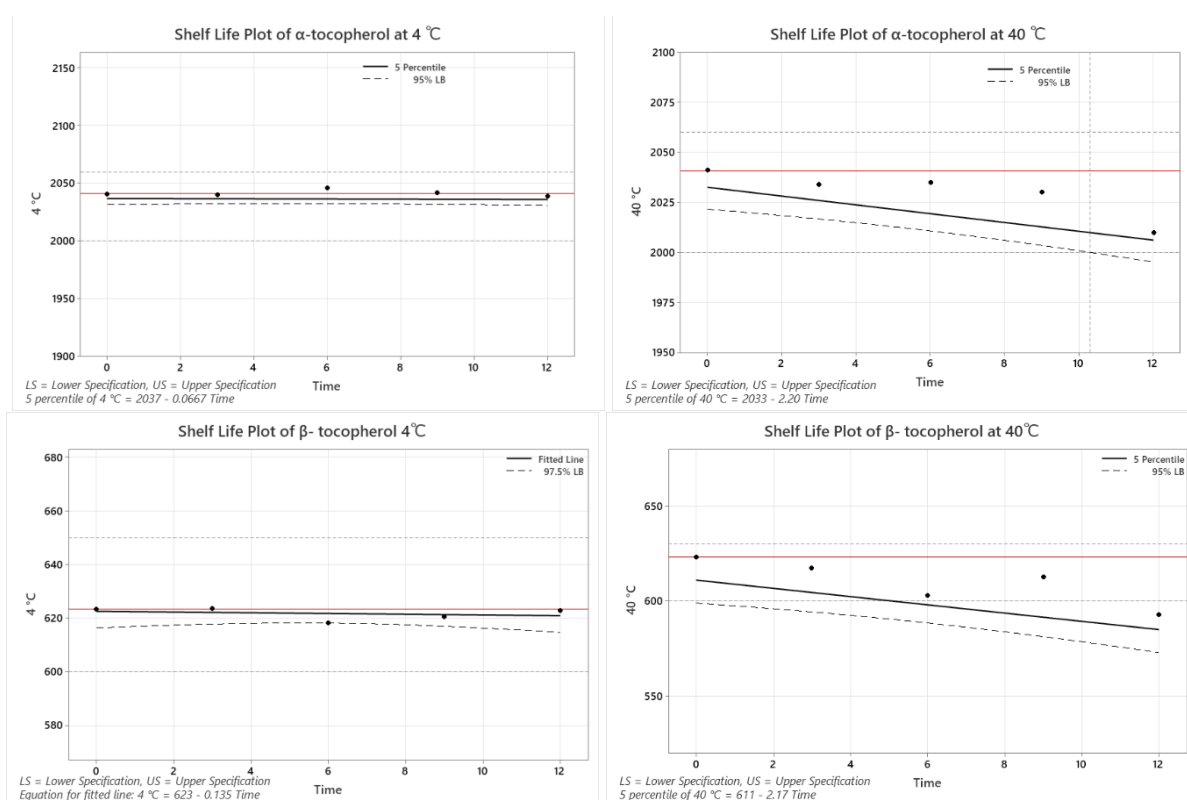 Shelf Life Plot of α-tocopherol at 4 ℃
5 Percentile
95% LB
2150
2100
2050
2000
1950
1900
4 °C
0 2 4 6 8 10 12
Time
LS = Lower Specification, US = Upper Specification
5 percentile of 4 °C = 2037 - 0.0667 Time
Shelf Life Plot of α-tocopherol at 40 ℃
5 Percentile
95% LB
2100
2075
2050
2025
2000
1975
1950
40 °C
0 2 4 6 8 10 12
Time
LS = Lower Specification, US = Upper Specification
5 percentile of 40 °C = 2033 - 2.20 Time
Shelf Life Plot of β- tocopherol 4℃
Fitted Line
97.5% LB
680
660
640
620
600
580
4 °C
0 2 4 6 8 10 12
Time
LS = Lower Specification, US = Upper Specification
Equation for fitted line: 4 °C = 623 - 0.135 Time
Shelf Life Plot of β- tocopherol at 40℃
5 Percentile
95% LB
650
600
550
40 °C
0 2 4 6 8 10 12
Time
LS = Lower Specification, US = Upper Specification
5 percentile of 40 °C = 611 - 2.17 Time